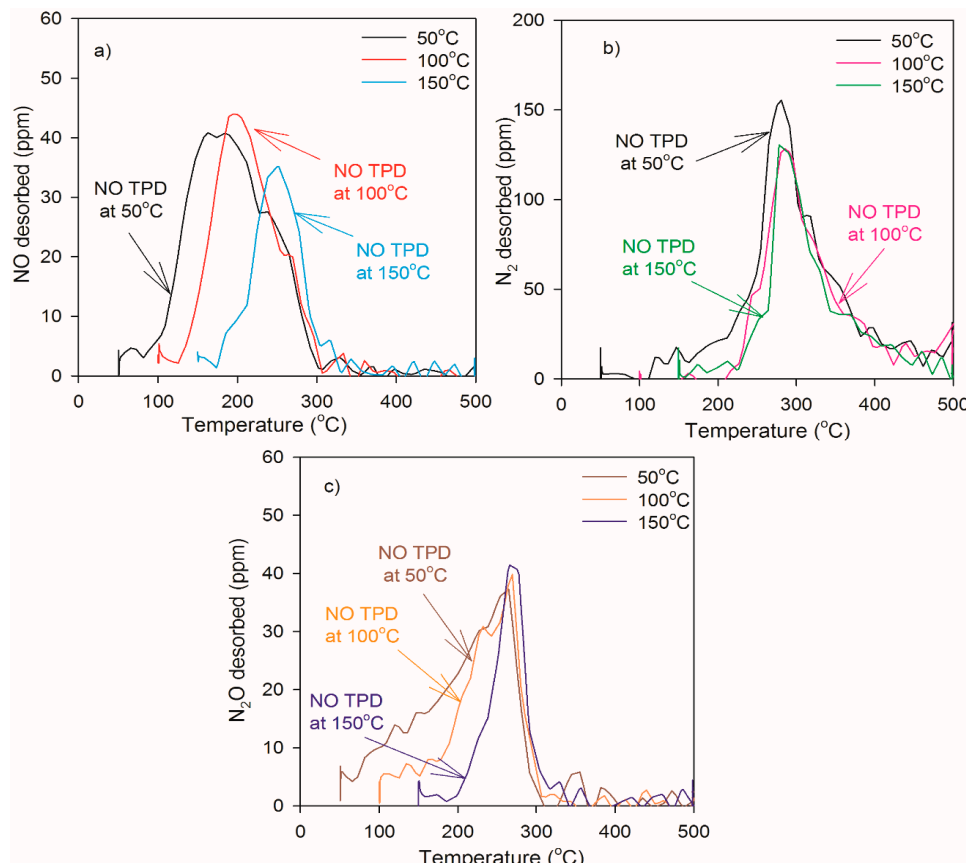 a)
50°C
100°C
150°C
NO TPD
at 50°C
NO TPD
at 100°C
NO TPD
at 150°C
NO desorbed (ppm)
60
50
40
30
20
10
0
0 100 200 300 400 500
Temperature (°C)
b)
50°C
100°C
150°C
NO TPD
at 50°C
NO TPD
at 100°C
NO TPD
at 150°C
N₂ desorbed (ppm)
200
150
100
50
0
0 100 200 300 400 500
Temperature (°C)
c)
50°C
100°C
150°C
NO TPD
at 50°C
NO TPD
at 100°C
NO TPD
at 150°C
N₂O desorbed (ppm)
60
50
40
30
20
10
0
0 100 200 300 400 500
Temperature (°C)